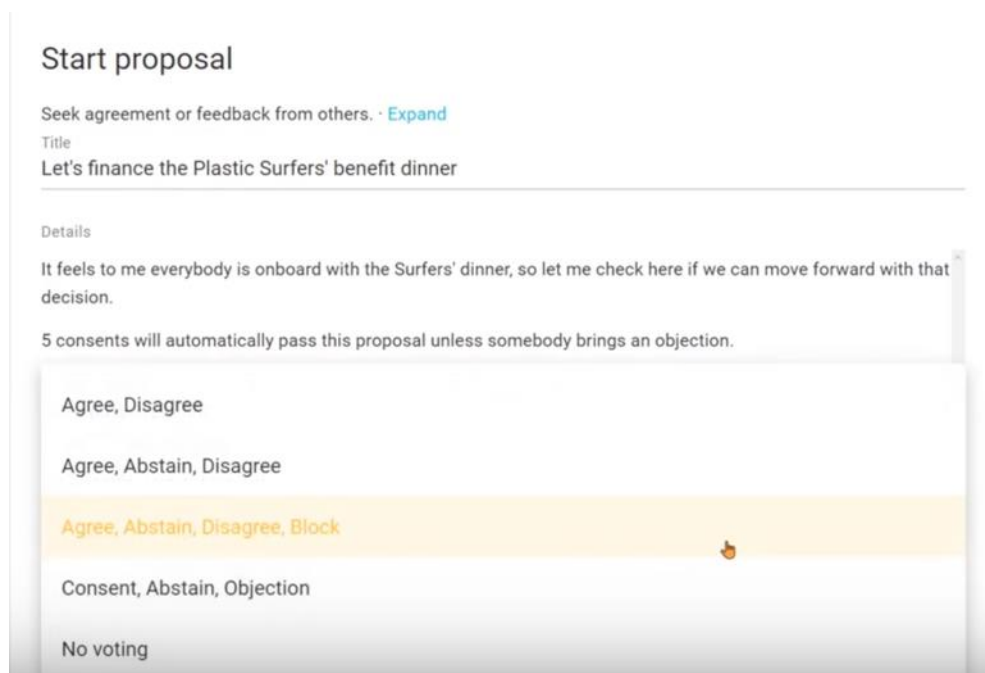 Start proposal
Seek agreement or feedback from others. · Expand
Title
Let's finance the Plastic Surfers' benefit dinner
Details
It feels to me everybody is onboard with the Surfers' dinner, so let me check here if we can move forward with that
decision.
5 consents will automatically pass this proposal unless somebody brings an objection.
Agree, Disagree
Agree, Abstain, Disagree
Agree, Abstain, Disagree, Block
Consent, Abstain, Objection
No voting